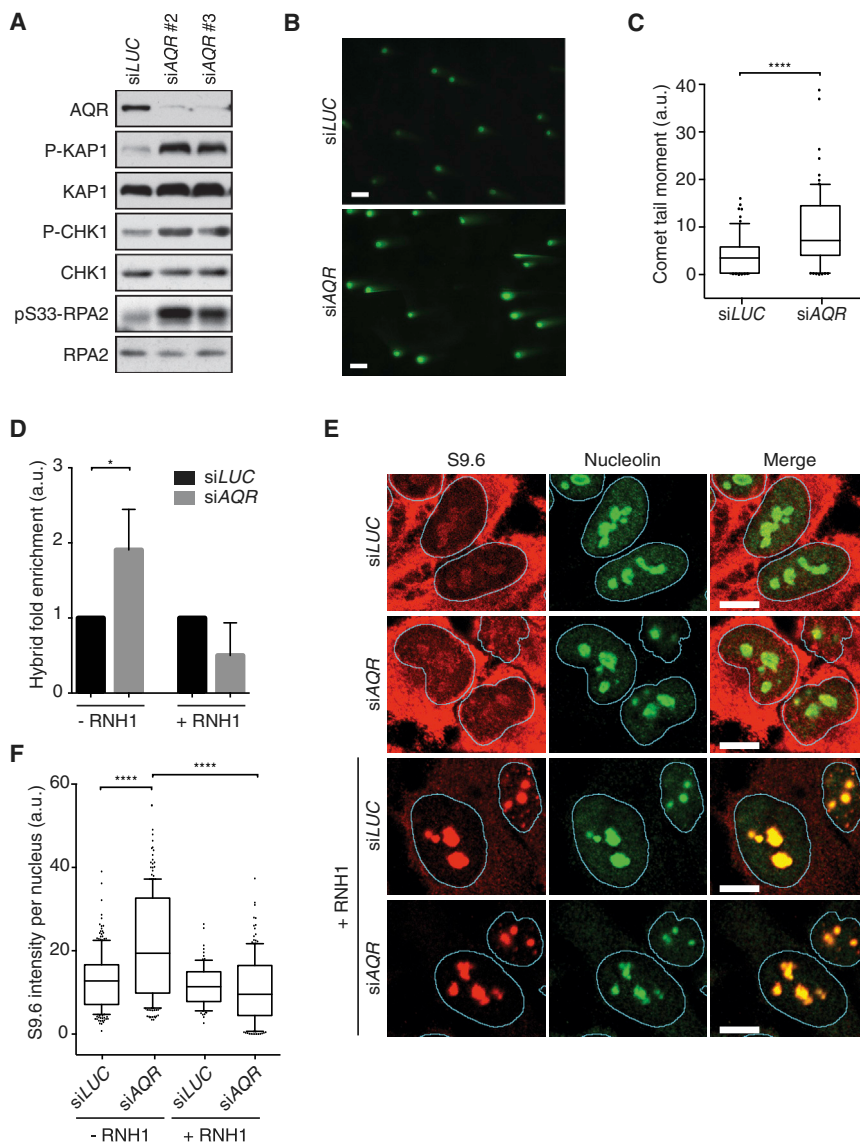 A
siLUC
siAQR #2
siAQR #3
AQR
P-KAP1
KAP1
P-CHK1
CHK1
pS33-RPA2
RPA2
B
siLUC
siAQR
C
****
Comet tail moment (a.u.)
40
30
20
10
0
siLUC
siAQR
D
*
siLUC
siAQR
Hybrid fold enrichment (a.u.)
3
2
1
0
- RNH1
+ RNH1
E
S9.6
Nucleolin
Merge
siLUC
siAQR
+ RNH1
siLUC
siAQR
F
****
****
S9.6 intensity per nucleus (a.u.)
60
40
20
0
siLUC
siAQR
siLUC
siAQR
- RNH1
+ RNH1